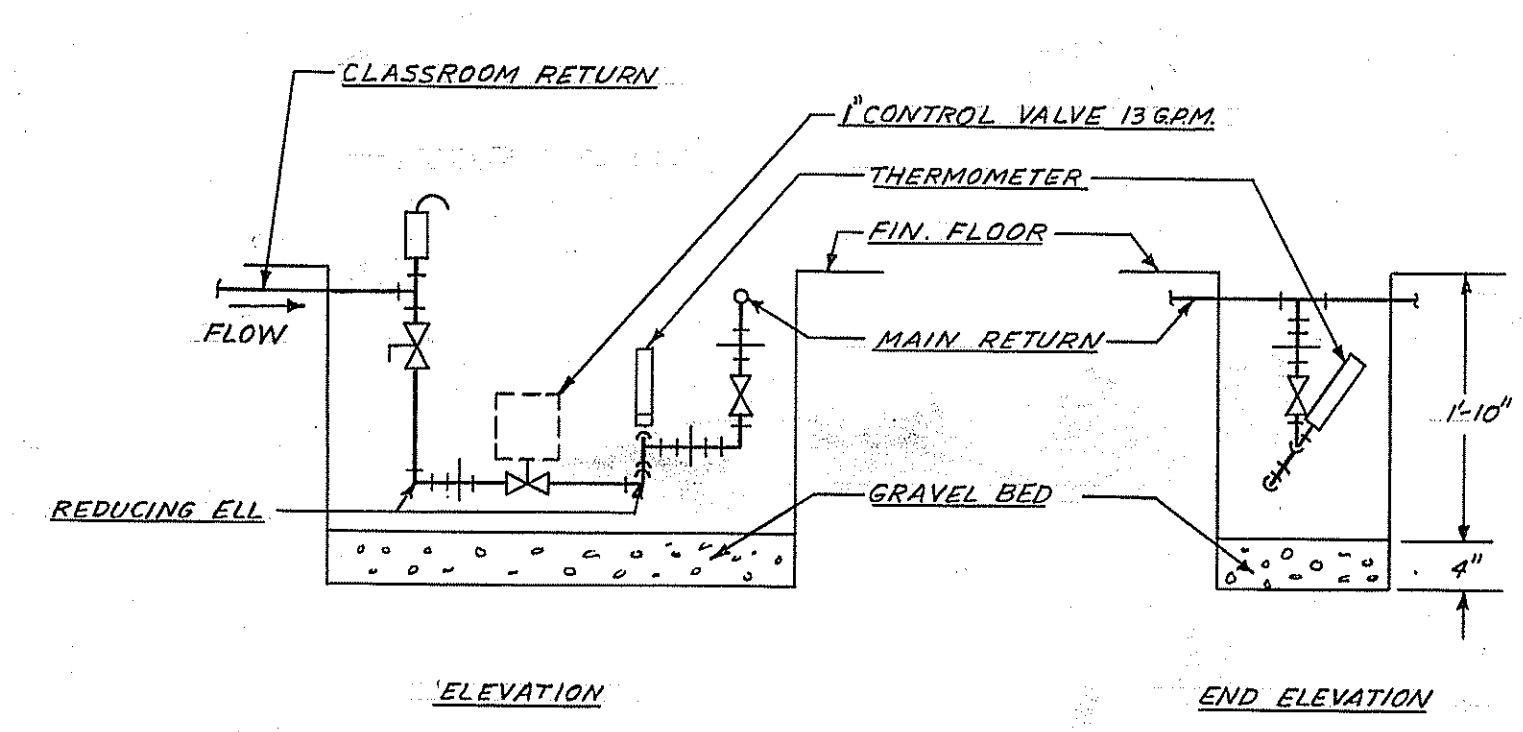 CLASSROOM RETURN
1" CONTROL VALVE 13 G.P.M.
THERMOMETER
FIN. FLOOR
FLOW
MAIN RETURN
1'-10"
REDUCING ELL
GRAVEL BED
4"
ELEVATION
END ELEVATION